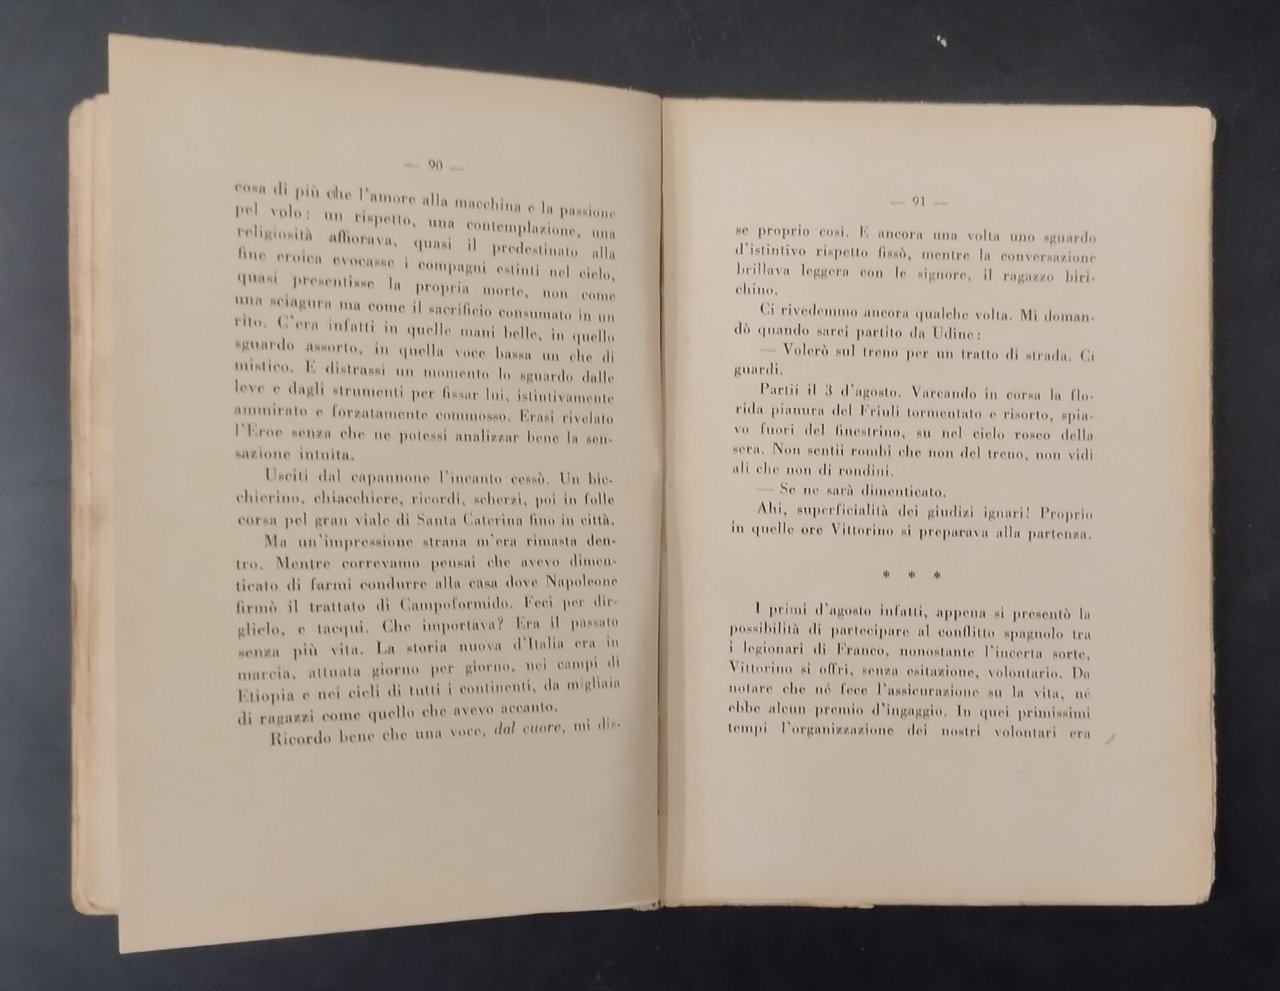 — 90 —
cosa di più che l'amore alla macchina e la passione
pel volo: un rispetto, una contemplazione, una
religiosità affiorava, quasi il predestinato alla
fine eroica evocasse i compagni estinti nel cielo,
quasi presentisse la propria morte, non come
una sciagura ma come il sacrificio consumato in un
rito. C'era infatti in quelle mani belle, in quello
sguardo assorto, in quella voce bassa un che di
mistico. E distrassi un momento lo sguardo dalle
leve e dagli strumenti per fissar lui, istintivamente
ammirato e forzatamente commosso. Erasi rivelato
l'Eroe senza che ne potessi analizzar bene la sen-
sazione intuita.
Usciti dal capannone l'incanto cessò. Un bic-
chierino, chiacchiere, ricordi, scherzi, poi in folle
corsa pel gran viale di Santa Caterina fino in città.
Ma un'impressione strana m'era rimasta den-
tro. Mentre correvamo pensai che avevo dimen-
ticato di farmi condurre alla casa dove Napoleone
firmò il trattato di Campoformido. Feci per dir-
glielo, e tacqui. Che importava? Era il passato
senza più vita. La storia nuova d'Italia era in
marcia, attuata giorno per giorno, nei campi di
Etiopia e nei cieli di tutti i continenti, da migliaia
di ragazzi come quello che avevo accanto.
Ricordo bene che una voce, dal cuore, mi dis-
— 91 —
se proprio così. E ancora una volta uno sguardo
d'istintivo rispetto fissò, mentre la conversazione
brillava leggera con le signore, il ragazzo biri-
chino.
Ci rivedemmo ancora qualche volta. Mi doman-
dò quando sarei partito da Udine:
— Volerò sul treno per un tratto di strada. Ci
guardi.
Partii il 3 d'agosto. Varcando in corsa la flo-
rida pianura del Friuli tormentato e risorto, spia-
vo fuori del finestrino, su nel cielo roseo della
sera. Non sentii rombi che non del treno, non vidi
ali che non di rondini.
— Se ne sarà dimenticato.
Ahi, superficialità dei giudizi ignari! Proprio
in quelle ore Vittorino si preparava alla partenza.
* * *
I primi d'agosto infatti, appena si presentò la
possibilità di partecipare al conflitto spagnolo tra
i legionari di Franco, nonostante l'incerta sorte,
Vittorino si offrì, senza esitazione, volontario. Da
notare che né fece l'assicurazione su la vita, né
ebbe alcun premio d'ingaggio. In quei primissimi
tempi l'organizzazione dei nostri volontari era